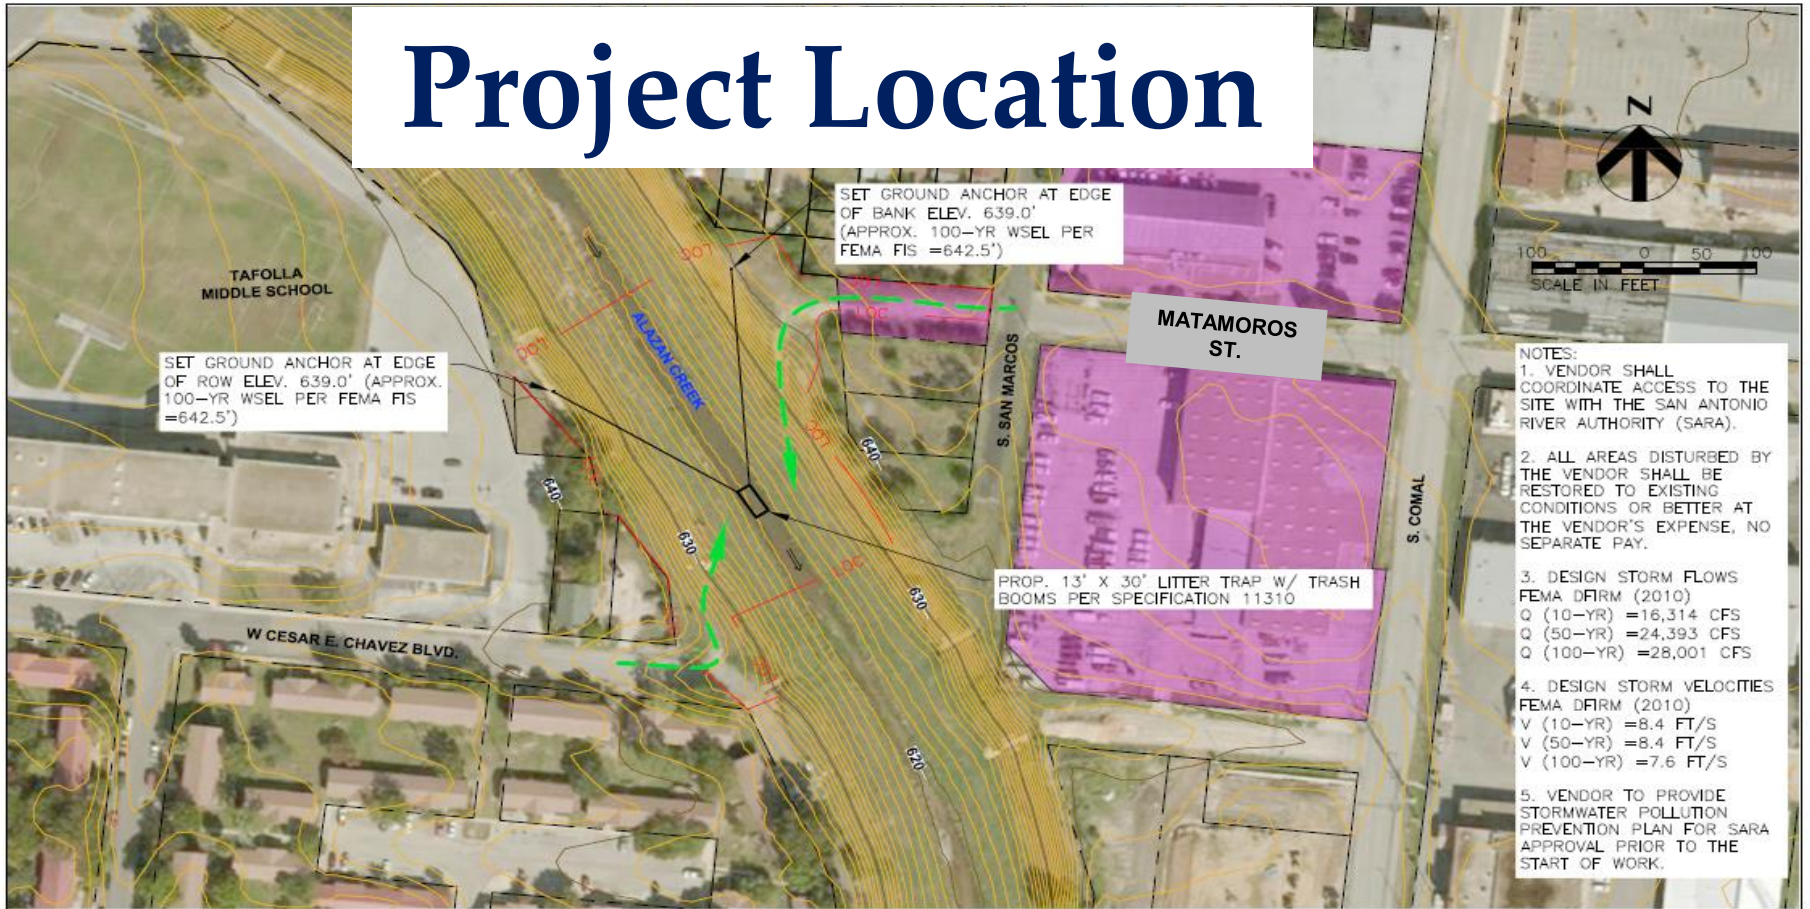 Project Location
N
SET GROUND ANCHOR AT EDGE
OF BANK ELEV. 639.0'
(APPROX. 100-YR WSEL PER
FEMA FIS =642.5')
100 0 50 100
SCALE IN FEET
TAFOLLA
MIDDLE SCHOOL
LOC
LOC
LOC
MATAMOROS
ST.
ALAZAN CREEK
S. SAN MARCOS
SET GROUND ANCHOR AT EDGE
OF ROW ELEV. 639.0' (APPROX.
100-YR WSEL PER FEMA FIS
=642.5')
LOC
640
640
630
S. COMAL
LOC
PROP. 13' X 30' LITTER TRAP W/ TRASH
BOOMS PER SPECIFICATION 11310
630
W CESAR E. CHAVEZ BLVD.
620
NOTES:
1. VENDOR SHALL
COORDINATE ACCESS TO THE
SITE WITH THE SAN ANTONIO
RIVER AUTHORITY (SARA).
2. ALL AREAS DISTURBED BY
THE VENDOR SHALL BE
RESTORED TO EXISTING
CONDITIONS OR BETTER AT
THE VENDOR'S EXPENSE, NO
SEPARATE PAY.
3. DESIGN STORM FLOWS
FEMA DFIRM (2010)
Q (10-YR) =16,314 CFS
Q (50-YR) =24,393 CFS
Q (100-YR) =28,001 CFS
4. DESIGN STORM VELOCITIES
FEMA DFIRM (2010)
V (10-YR) =8.4 FT/S
V (50-YR) =8.4 FT/S
V (100-YR) =7.6 FT/S
5. VENDOR TO PROVIDE
STORMWATER POLLUTION
PREVENTION PLAN FOR SARA
APPROVAL PRIOR TO THE
START OF WORK.